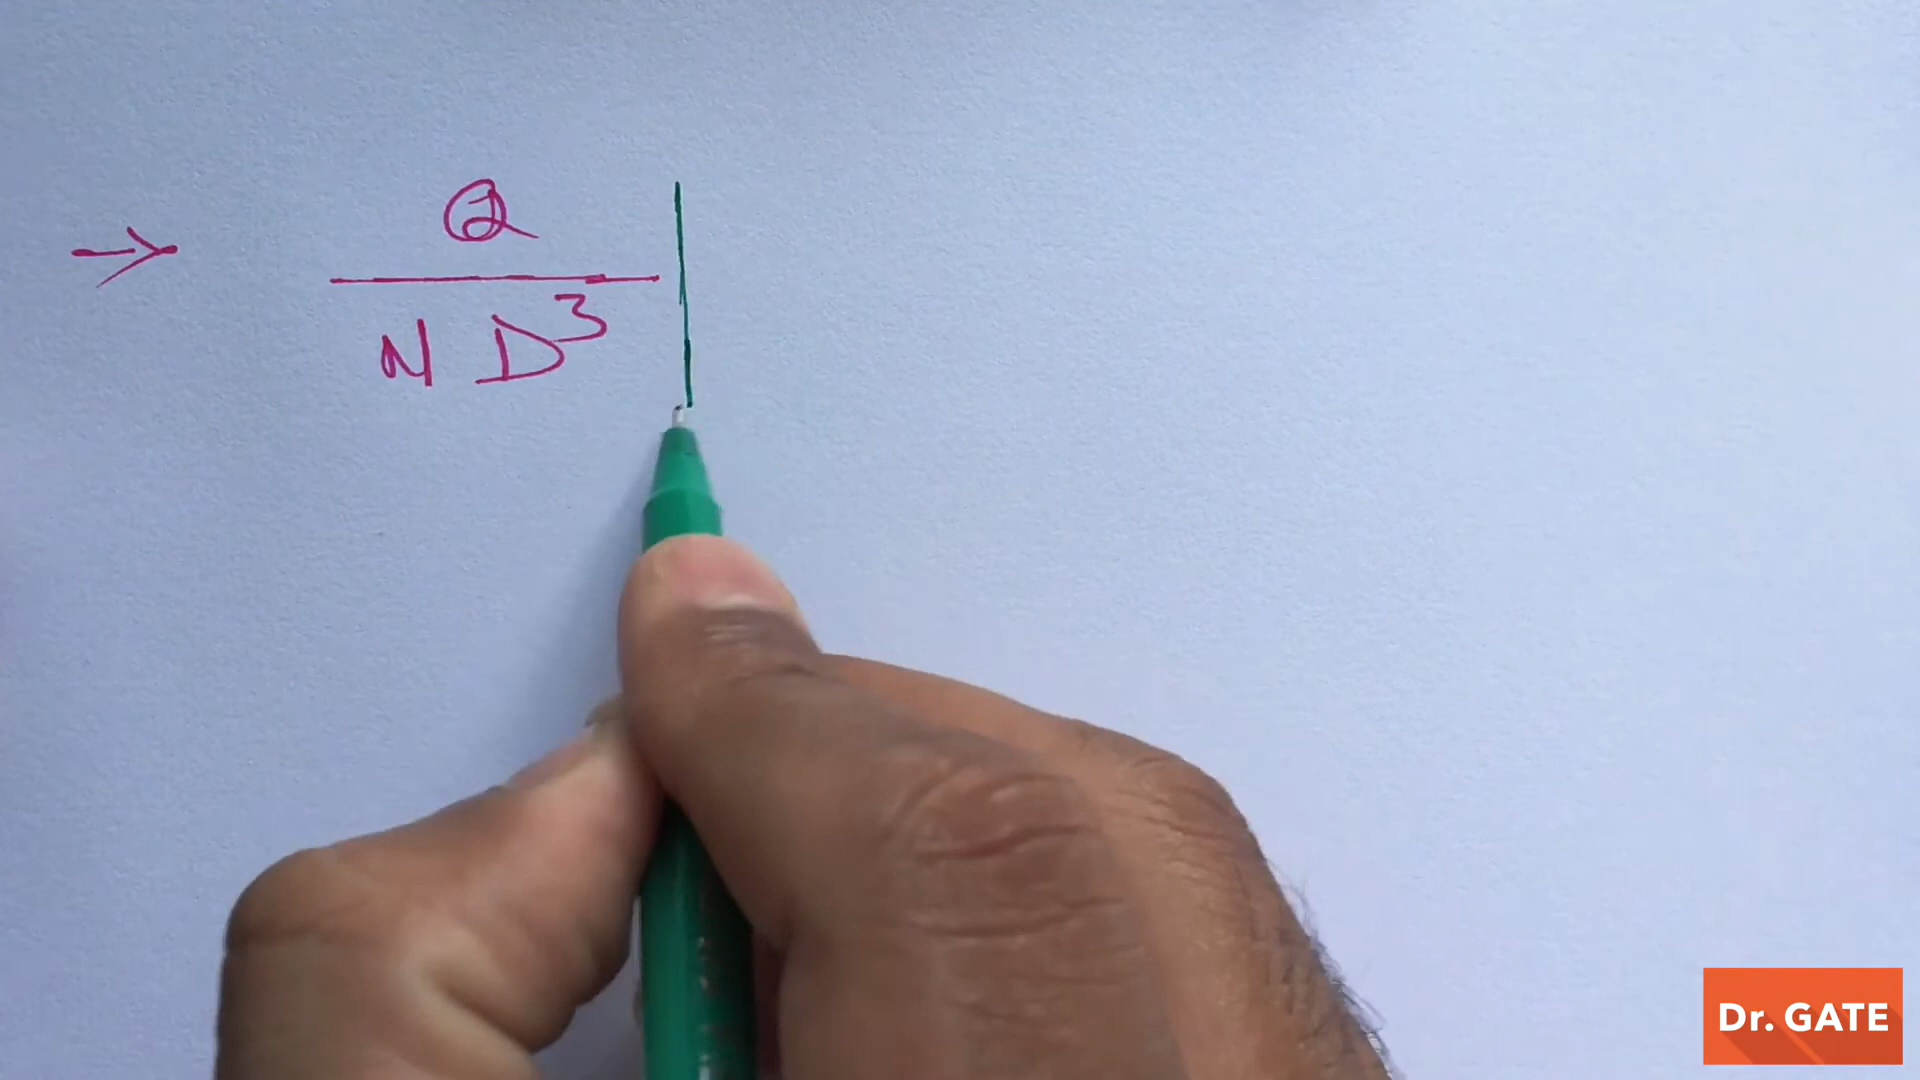 → Q
N D³ |
Dr. GATE